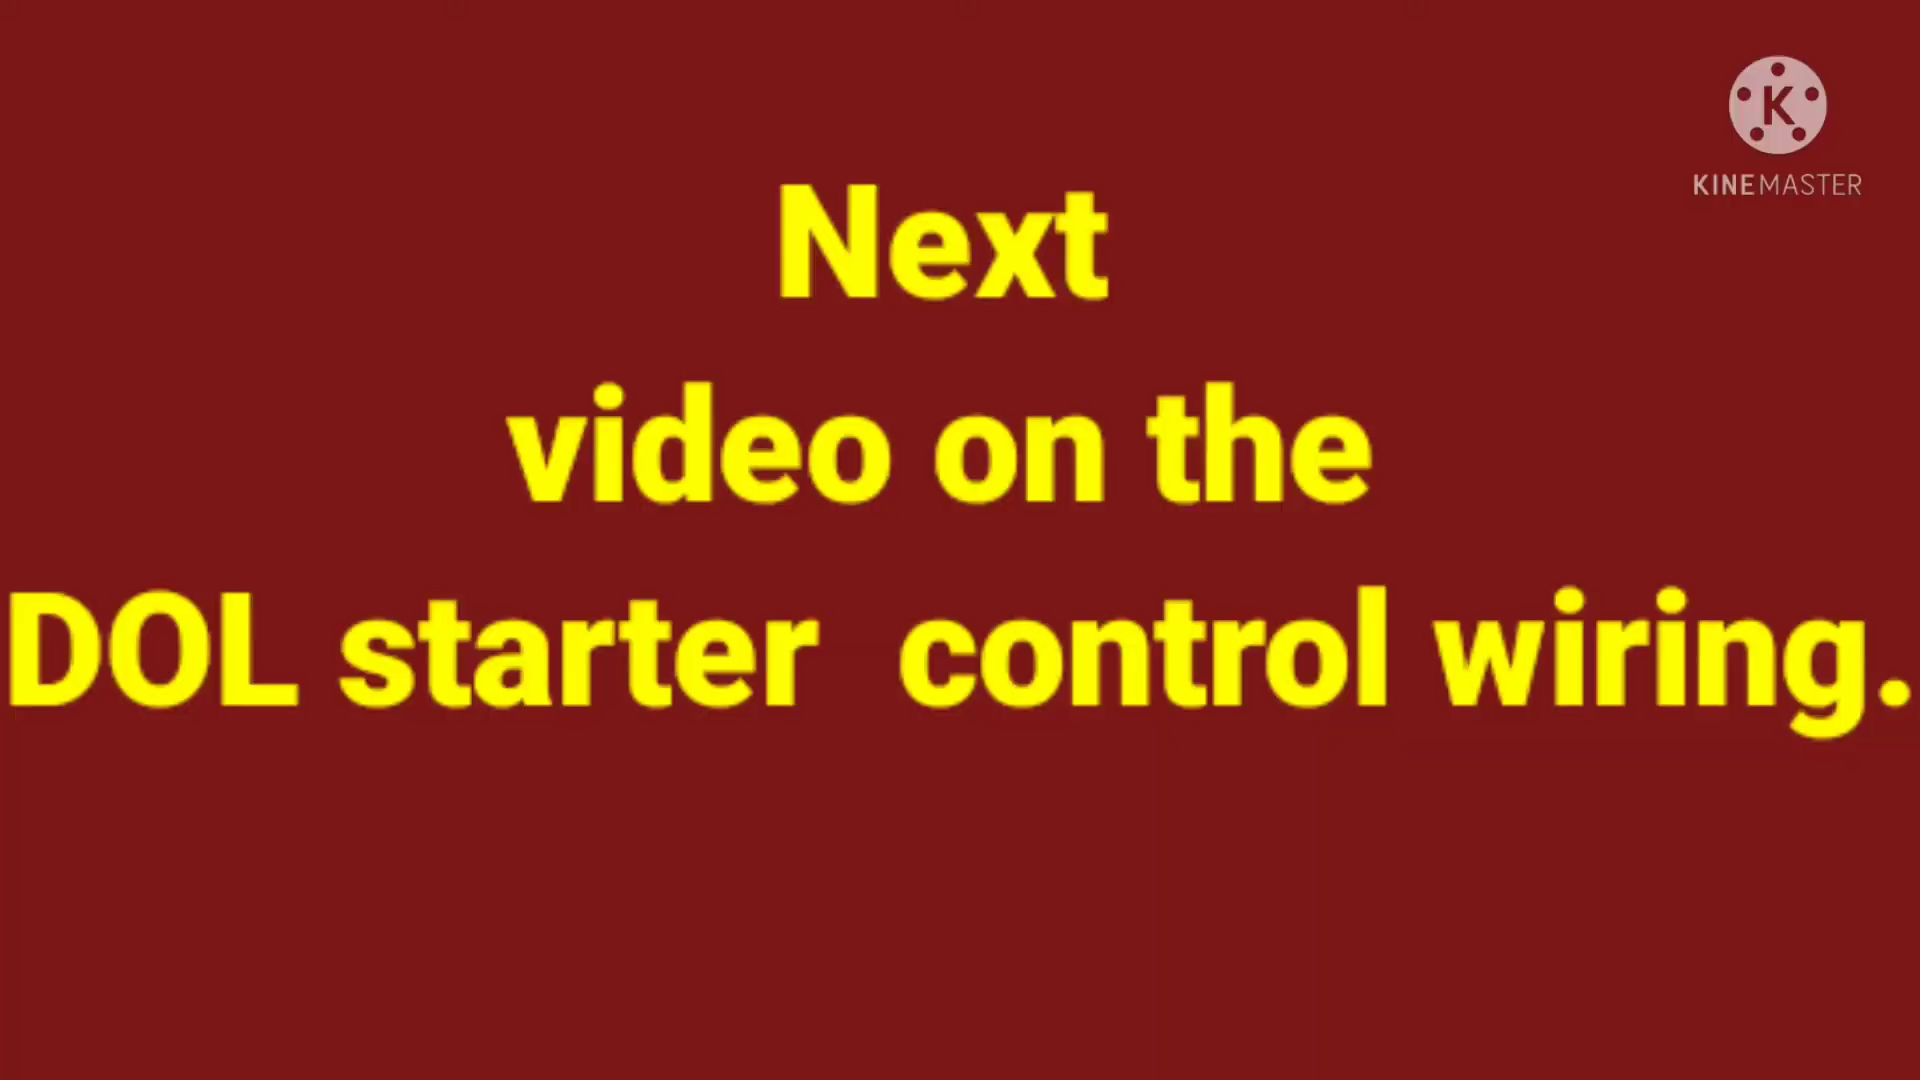 K
KINEMASTER
Next
video on the
DOL starter  control wiring.